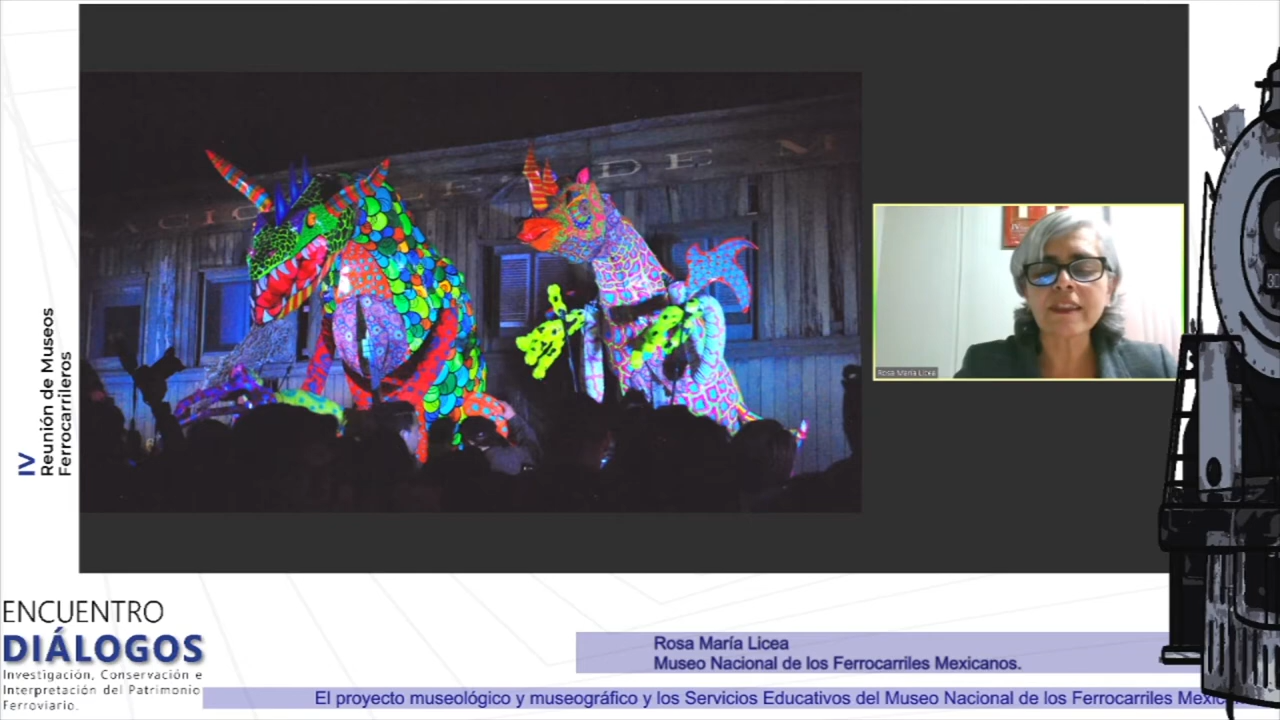 IV
Reunión de Museos
Ferrocarrileros
DE M
Rosa María Licea
ENCUENTRO
DIÁLOGOS
Investigación, Conservación e
Interpretación del Patrimonio
Ferroviario.
Rosa María Licea
Museo Nacional de los Ferrocarriles Mexicanos.
El proyecto museológico y museográfico y los Servicios Educativos del Museo Nacional de los Ferrocarriles